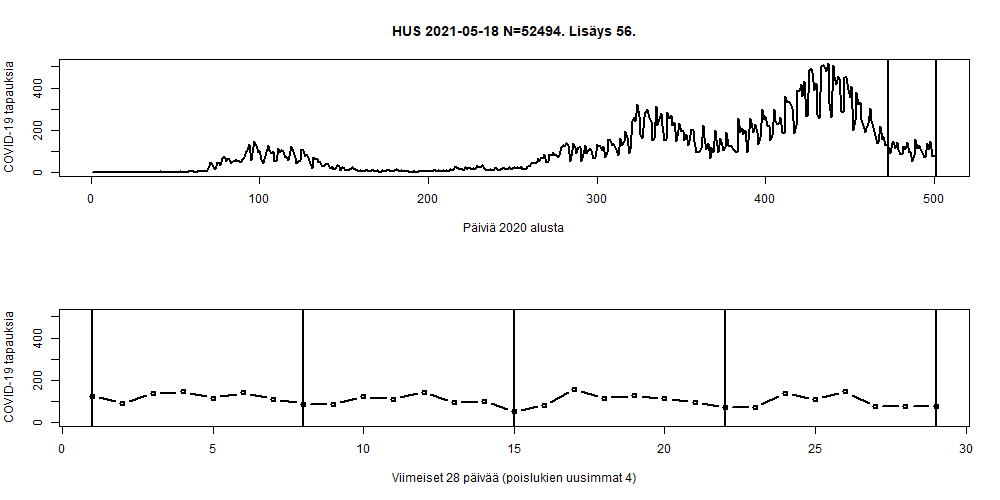 HUS 2021-05-18 N=52494. Lisäys 56.
COVID-19 tapauksia
0 200 400
0 100 200 300 400 500
Päiviä 2020 alusta
COVID-19 tapauksia
0 200 400
0 5 10 15 20 25 30
Viimeiset 28 päivää (poislukien uusimmat 4)